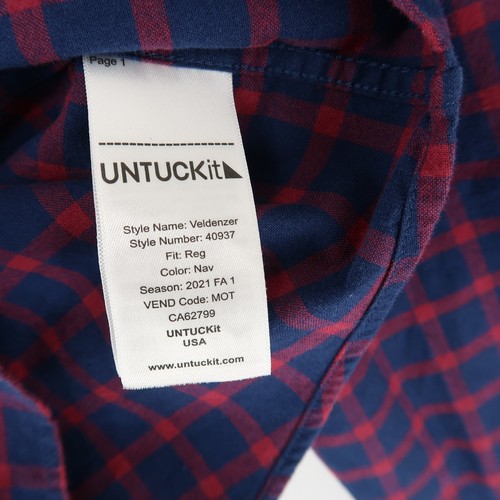 Page 1
UNTUCKit
Style Name: Veldenzer
Style Number: 40937
Fit: Reg
Color: Nav
Season: 2021 FA 1
VEND Code: MOT
CA62799
UNTUCKit
USA
www.untuckit.com